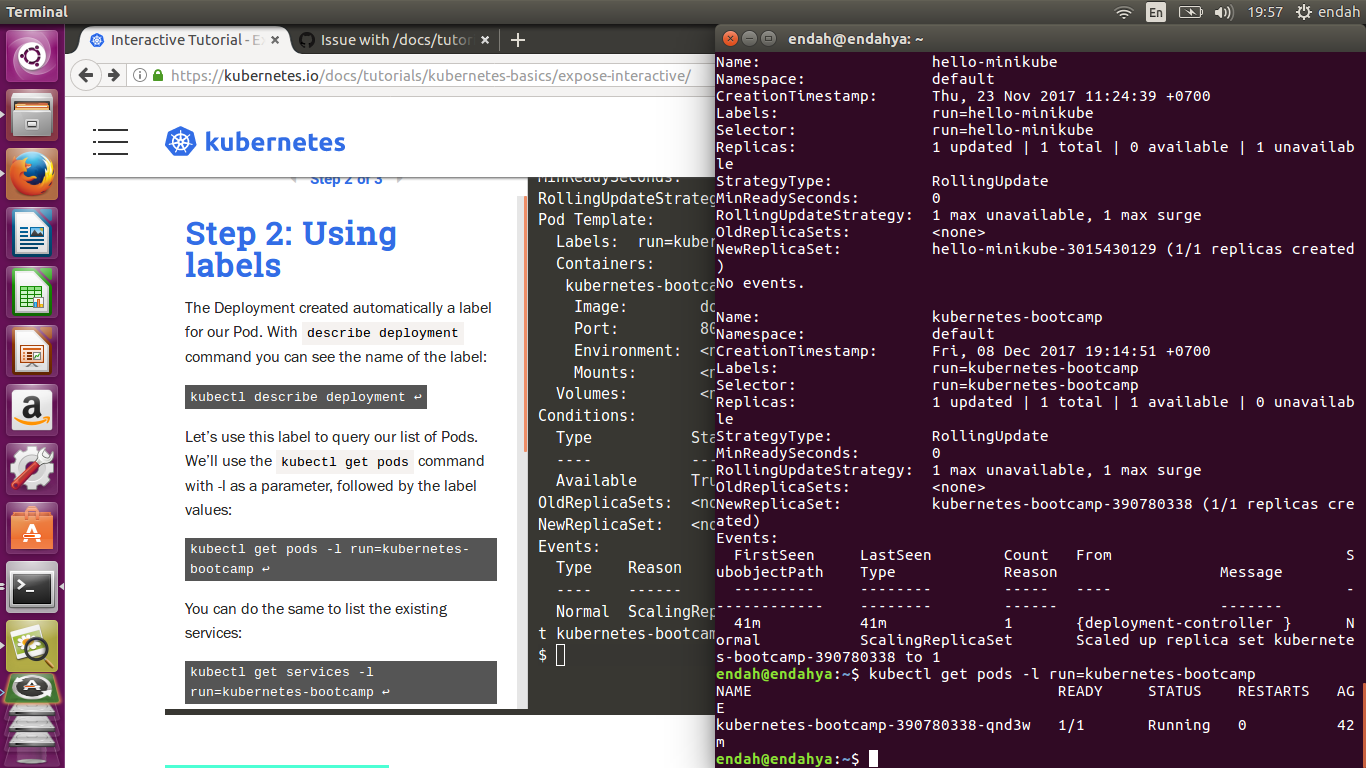 Terminal
En
19:57
endah
Interactive Tutorial - Ex
Issue with /docs/tutor
https://kubernetes.io/docs/tutorials/kubernetes-basics/expose-interactive/
kubernetes
Step 2 of 3
Step 2: Using
labels
The Deployment created automatically a label
for our Pod. With describe deployment
command you can see the name of the label:
kubectl describe deployment ↩
Let's use this label to query our list of Pods.
We'll use the kubectl get pods command
with -l as a parameter, followed by the label
values:
kubectl get pods -l run=kubernetes-
bootcamp ↩
You can do the same to list the existing
services:
kubectl get services -l
run=kubernetes-bootcamp ↩
MinReadySeconds:
RollingUpdateStrateg
Pod Template:
Labels:  run=kuber
Containers:
kubernetes-bootca
Image:        do
Port:         80
Environment:  <n
Mounts:       <n
Volumes:        <n
Conditions:
Type           Sta
----           ---
Available      Tru
OldReplicaSets:  <no
NewReplicaSet:   <no
Events:
Type    Reason
----    ------
Normal  ScalingRep
t kubernetes-bootcam
$
endah@endahya: ~
Name:                   hello-minikube
Namespace:              default
CreationTimestamp:      Thu, 23 Nov 2017 11:24:39 +0700
Labels:                 run=hello-minikube
Selector:               run=hello-minikube
Replicas:               1 updated | 1 total | 0 available | 1 unavailab
le
StrategyType:           RollingUpdate
MinReadySeconds:        0
RollingUpdateStrategy:  1 max unavailable, 1 max surge
OldReplicaSets:         <none>
NewReplicaSet:          hello-minikube-3015430129 (1/1 replicas created
)
No events.
Name:                   kubernetes-bootcamp
Namespace:              default
CreationTimestamp:      Fri, 08 Dec 2017 19:14:51 +0700
Labels:                 run=kubernetes-bootcamp
Selector:               run=kubernetes-bootcamp
Replicas:               1 updated | 1 total | 1 available | 0 unavailab
le
StrategyType:           RollingUpdate
MinReadySeconds:        0
RollingUpdateStrategy:  1 max unavailable, 1 max surge
OldReplicaSets:         <none>
NewReplicaSet:          kubernetes-bootcamp-390780338 (1/1 replicas cre
ated)
Events:
FirstSeen     LastSeen        Count   From                          S
ubobjectPath    Type            Reason                  Message
---------     --------        -----   ----                          -
------------    --------        ------                  -------
41m           41m             1       {deployment-controller }      N
ormal           ScalingReplicaSet       Scaled up replica set kubernete
s-bootcamp-390780338 to 1
endah@endahya:~$ kubectl get pods -l run=kubernetes-bootcamp
NAME                                  READY     STATUS    RESTARTS   AG
E
kubernetes-bootcamp-390780338-qnd3w   1/1       Running   0          42
m
endah@endahya:~$